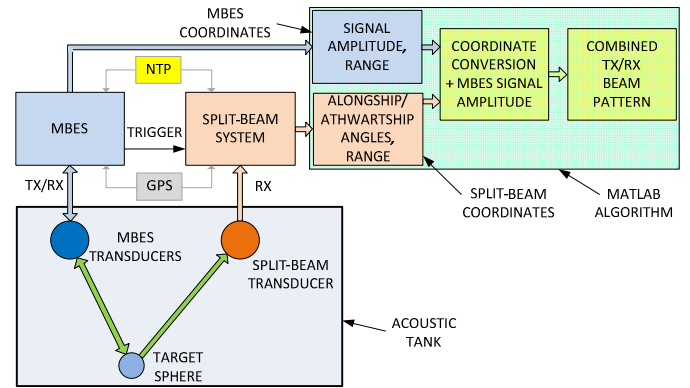 MBES
COORDINATES
SIGNAL
AMPLITUDE,
RANGE
COORDINATE
CONVERSION
+ MBES SIGNAL
AMPLITUDE
COMBINED
TX/RX
BEAM
PATTERN
NTP
MBES
TRIGGER
SPLIT-BEAM
SYSTEM
ALONGSHIP/
ATHWARTSHIP
ANGLES,
RANGE
TX/RX
GPS
RX
SPLIT-BEAM
COORDINATES
MATLAB
ALGORITHM
MBES
TRANSDUCERS
SPLIT-BEAM
TRANSDUCER
ACOUSTIC
TANK
TARGET
SPHERE